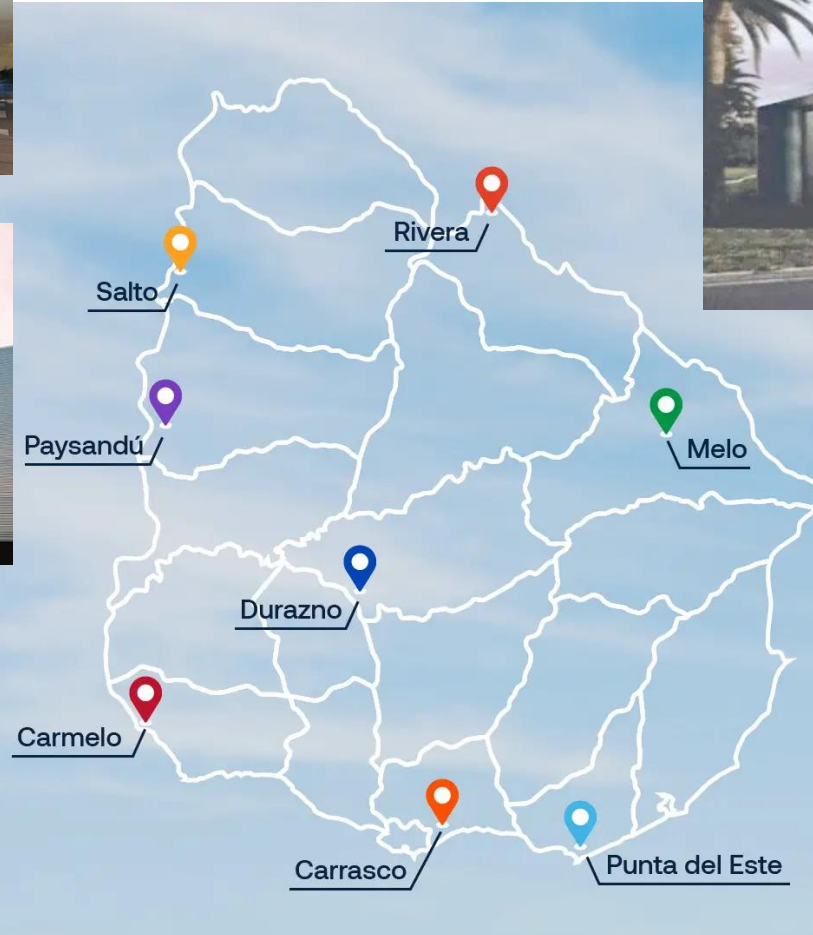 Rivera
Salto
Paysandú
Melo
Durazno
Carmelo
Carrasco
Punta del Este